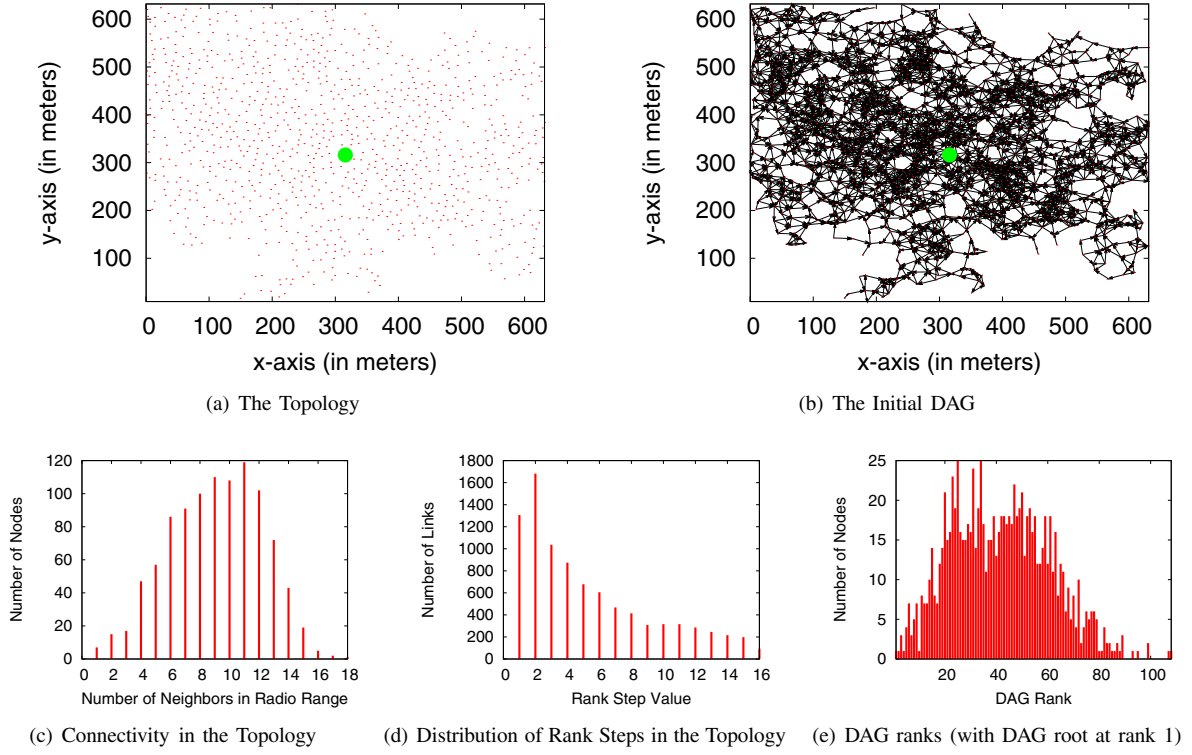 600
500
400
300
200
100
y-axis (in meters)
0 100 200 300 400 500 600
x-axis (in meters)
(a) The Topology
600
500
400
300
200
100
y-axis (in meters)
0 100 200 300 400 500 600
x-axis (in meters)
(b) The Initial DAG
120
100
80
60
40
20
0
Number of Nodes
0 2 4 6 8 10 12 14 16 18
Number of Neighbors in Radio Range
(c) Connectivity in the Topology
1800
1600
1400
1200
1000
800
600
400
200
0
Number of Links
0 2 4 6 8 10 12 14 16
Rank Step Value
(d) Distribution of Rank Steps in the Topology
25
20
15
10
5
0
Number of Nodes
20 40 60 80 100
DAG Rank
(e) DAG ranks (with DAG root at rank 1)